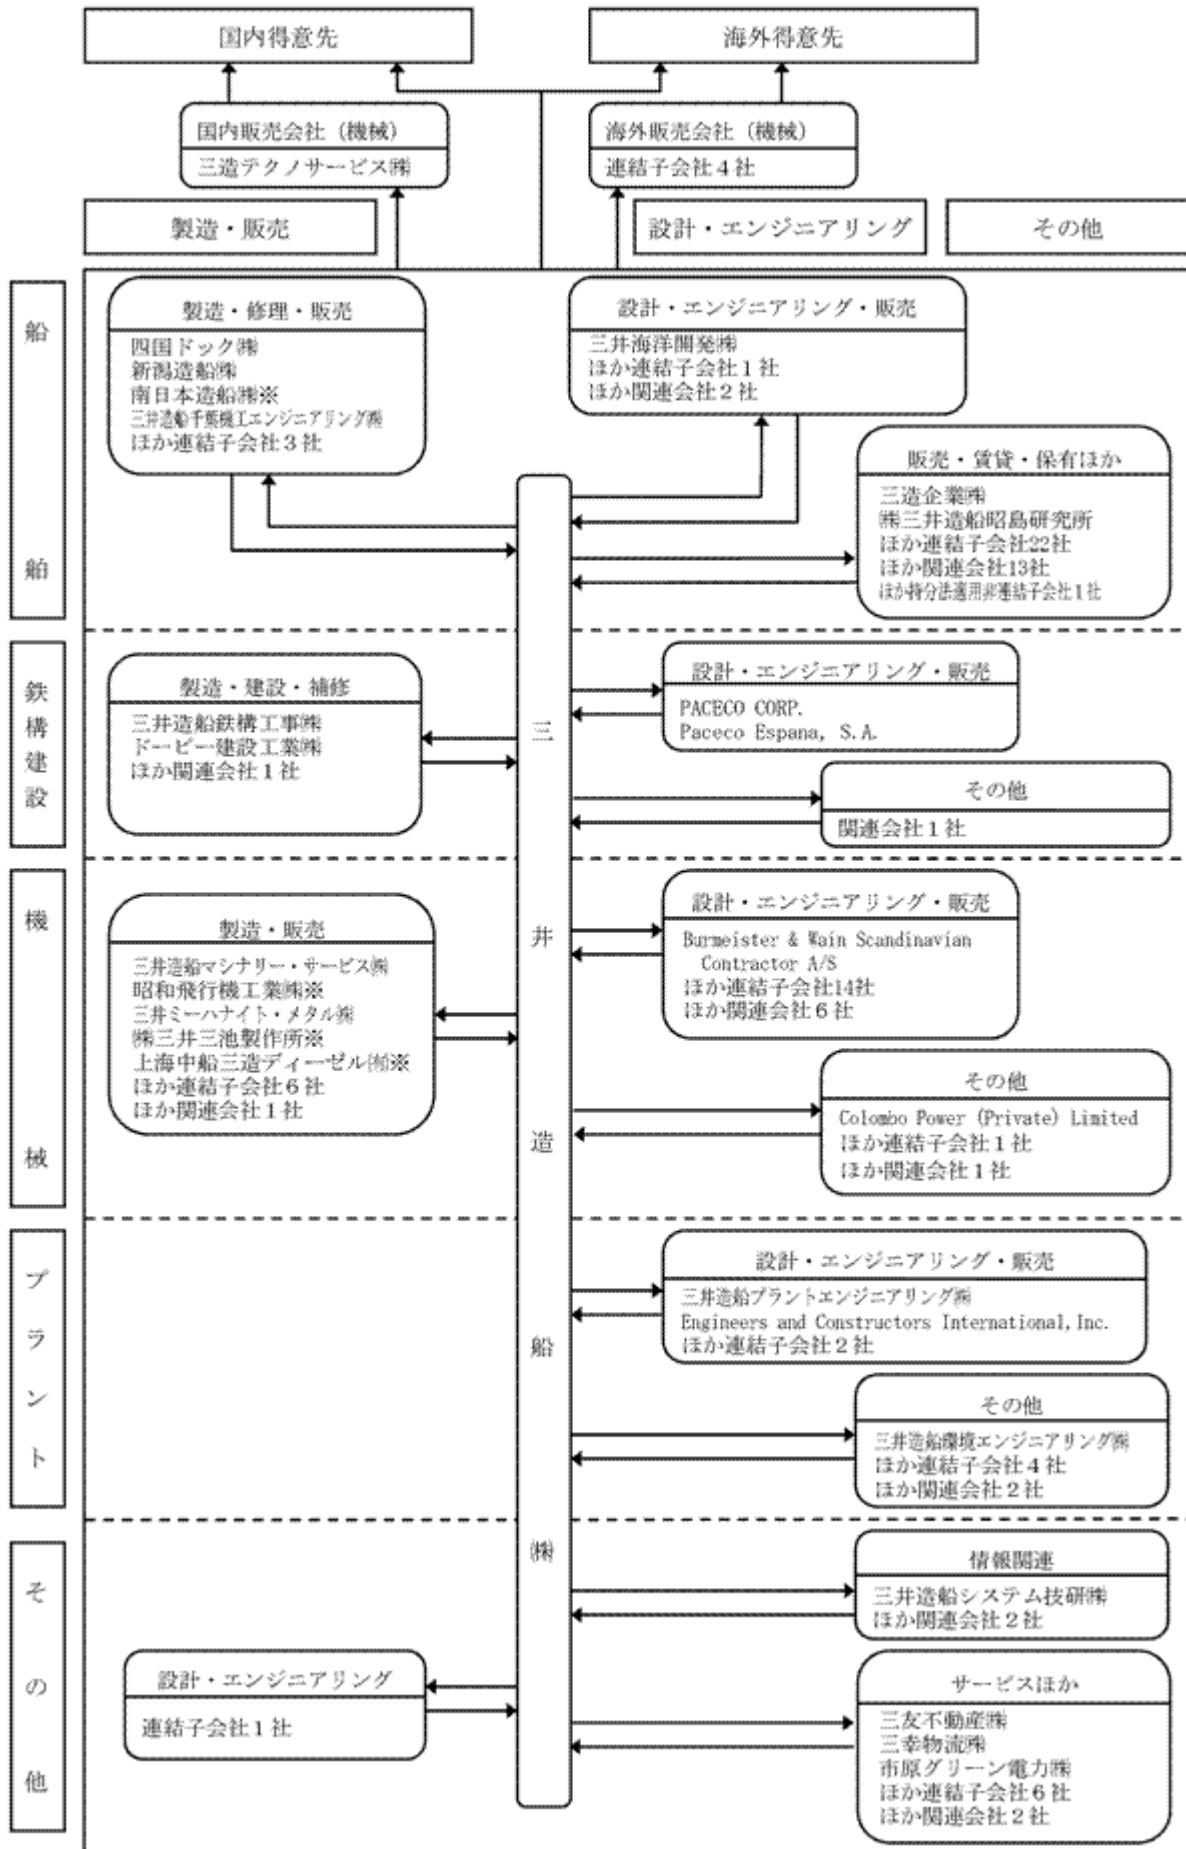 国内得意先
海外得意先
国内販売会社（機械）
三造テクノサービス㈱
海外販売会社（機械）
連結子会社４社
製造・販売
設計・エンジニアリング
その他
船舶
製造・修理・販売
四国ドック㈱
新潟造船㈱
南日本造船㈱※
三井造船千葉機工エンジニアリング㈱
ほか連結子会社３社
設計・エンジニアリング・販売
三井海洋開発㈱
ほか連結子会社１社
ほか関連会社２社
販売・賃貸・保有ほか
三造企業㈱
㈱三井造船昭島研究所
ほか連結子会社22社
ほか関連会社13社
ほか持分法適用非連結子会社１社
三井造船㈱
鉄構建設
製造・建設・補修
三井造船鉄構工事㈱
ドーピー建設工業㈱
ほか関連会社１社
設計・エンジニアリング・販売
PACECO CORP.
Paceco Espana, S.A.
その他
関連会社１社
機械
製造・販売
三井造船マシナリー・サービス㈱
昭和飛行機工業㈱※
三井ミーハナイト・メタル㈱
㈱三井三池製作所※
上海中船三造ディーゼル㈲※
ほか連結子会社６社
ほか関連会社１社
設計・エンジニアリング・販売
Burmeister & Wain Scandinavian
Contractor A/S
ほか連結子会社14社
ほか関連会社６社
その他
Colombo Power (Private) Limited
ほか連結子会社１社
ほか関連会社１社
プラント
設計・エンジニアリング・販売
三井造船プラントエンジニアリング㈱
Engineers and Constructors International,Inc.
ほか連結子会社２社
その他
三井造船環境エンジニアリング㈱
ほか連結子会社４社
ほか関連会社２社
その他
設計・エンジニアリング
連結子会社１社
情報関連
三井造船システム技研㈱
ほか関連会社２社
サービスほか
三友不動産㈱
三幸物流㈱
市原グリーン電力㈱
ほか連結子会社６社
ほか関連会社２社